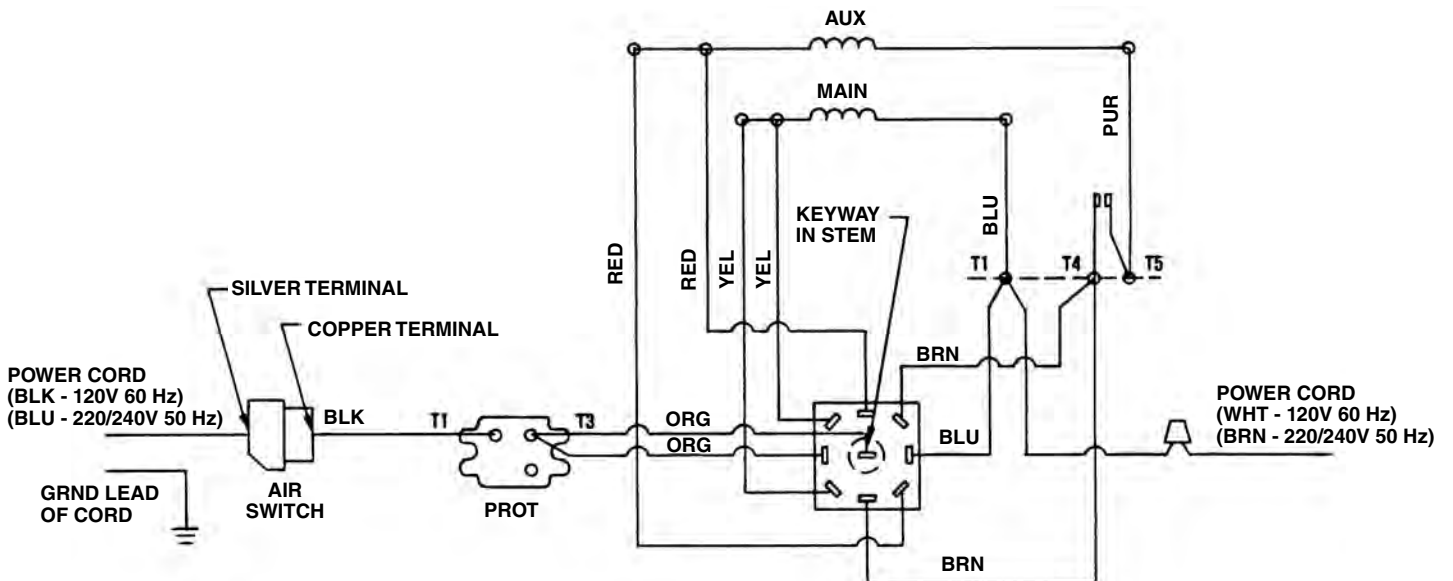 AUX
MAIN
PUR
BLU
KEYWAY
IN STEM
RED
RED
YEL
YEL
T1
T4
T5
SILVER TERMINAL
COPPER TERMINAL
BRN
POWER CORD
(BLK - 120V 60 Hz)
(BLU - 220/240V 50 Hz)
BLK
T1
T3
ORG
ORG
BLU
POWER CORD
(WHT - 120V 60 Hz)
(BRN - 220/240V 50 Hz)
GRND LEAD
OF CORD
AIR
SWITCH
PROT
BRN